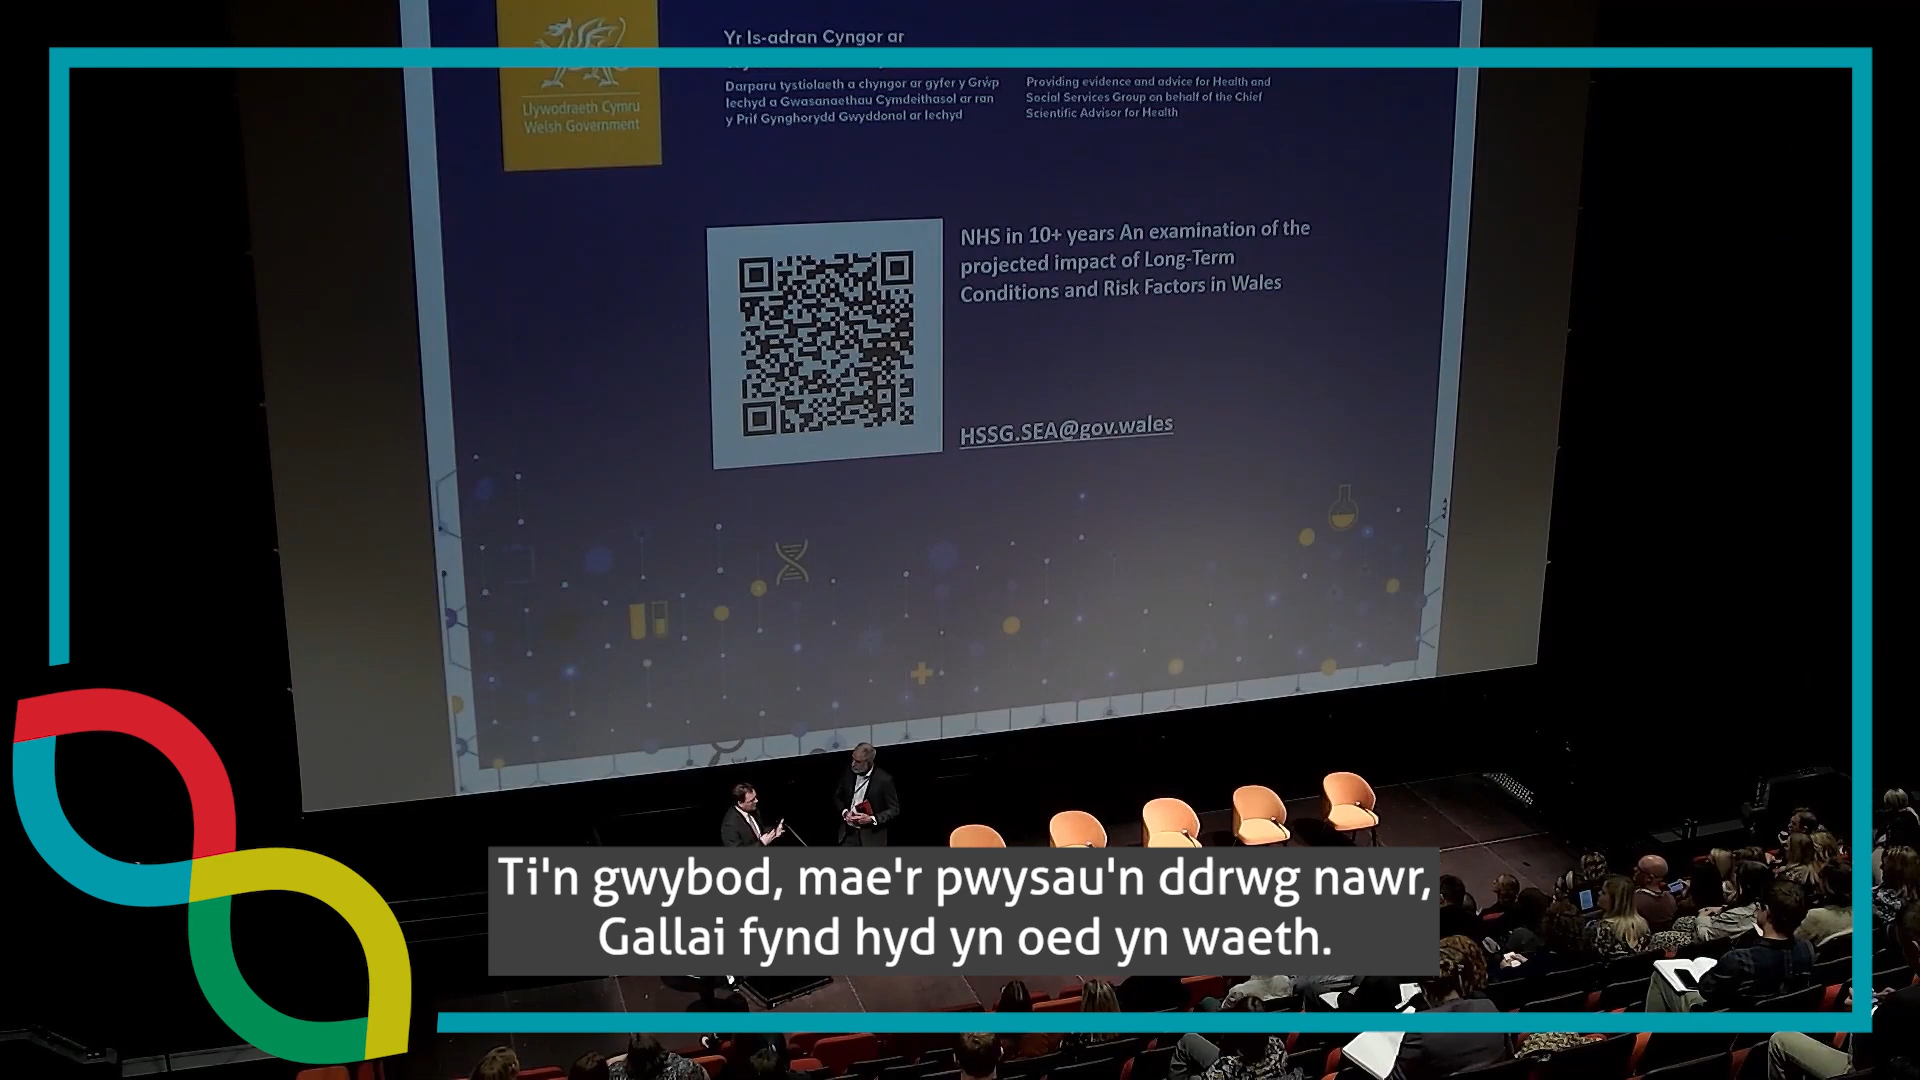 Llywodraeth Cymru
Welsh Government
Yr Is-adran Cyngor ar
Darparu tystiolaeth a chyngor ar gyfer y Grŵp
Iechyd a Gwasanaethau Cymdeithasol ar ran
y Prif Gynghorydd Gwyddonol ar Iechyd
Providing evidence and advice for Health and
Social Services Group on behalf of the Chief
Scientific Advisor for Health
NHS in 10+ years An examination of the
projected impact of Long-Term
Conditions and Risk Factors in Wales
HSSG.SEA@gov.wales
Ti'n gwybod, mae'r pwysau'n ddrwg nawr,
Gallai fynd hyd yn oed yn waeth.